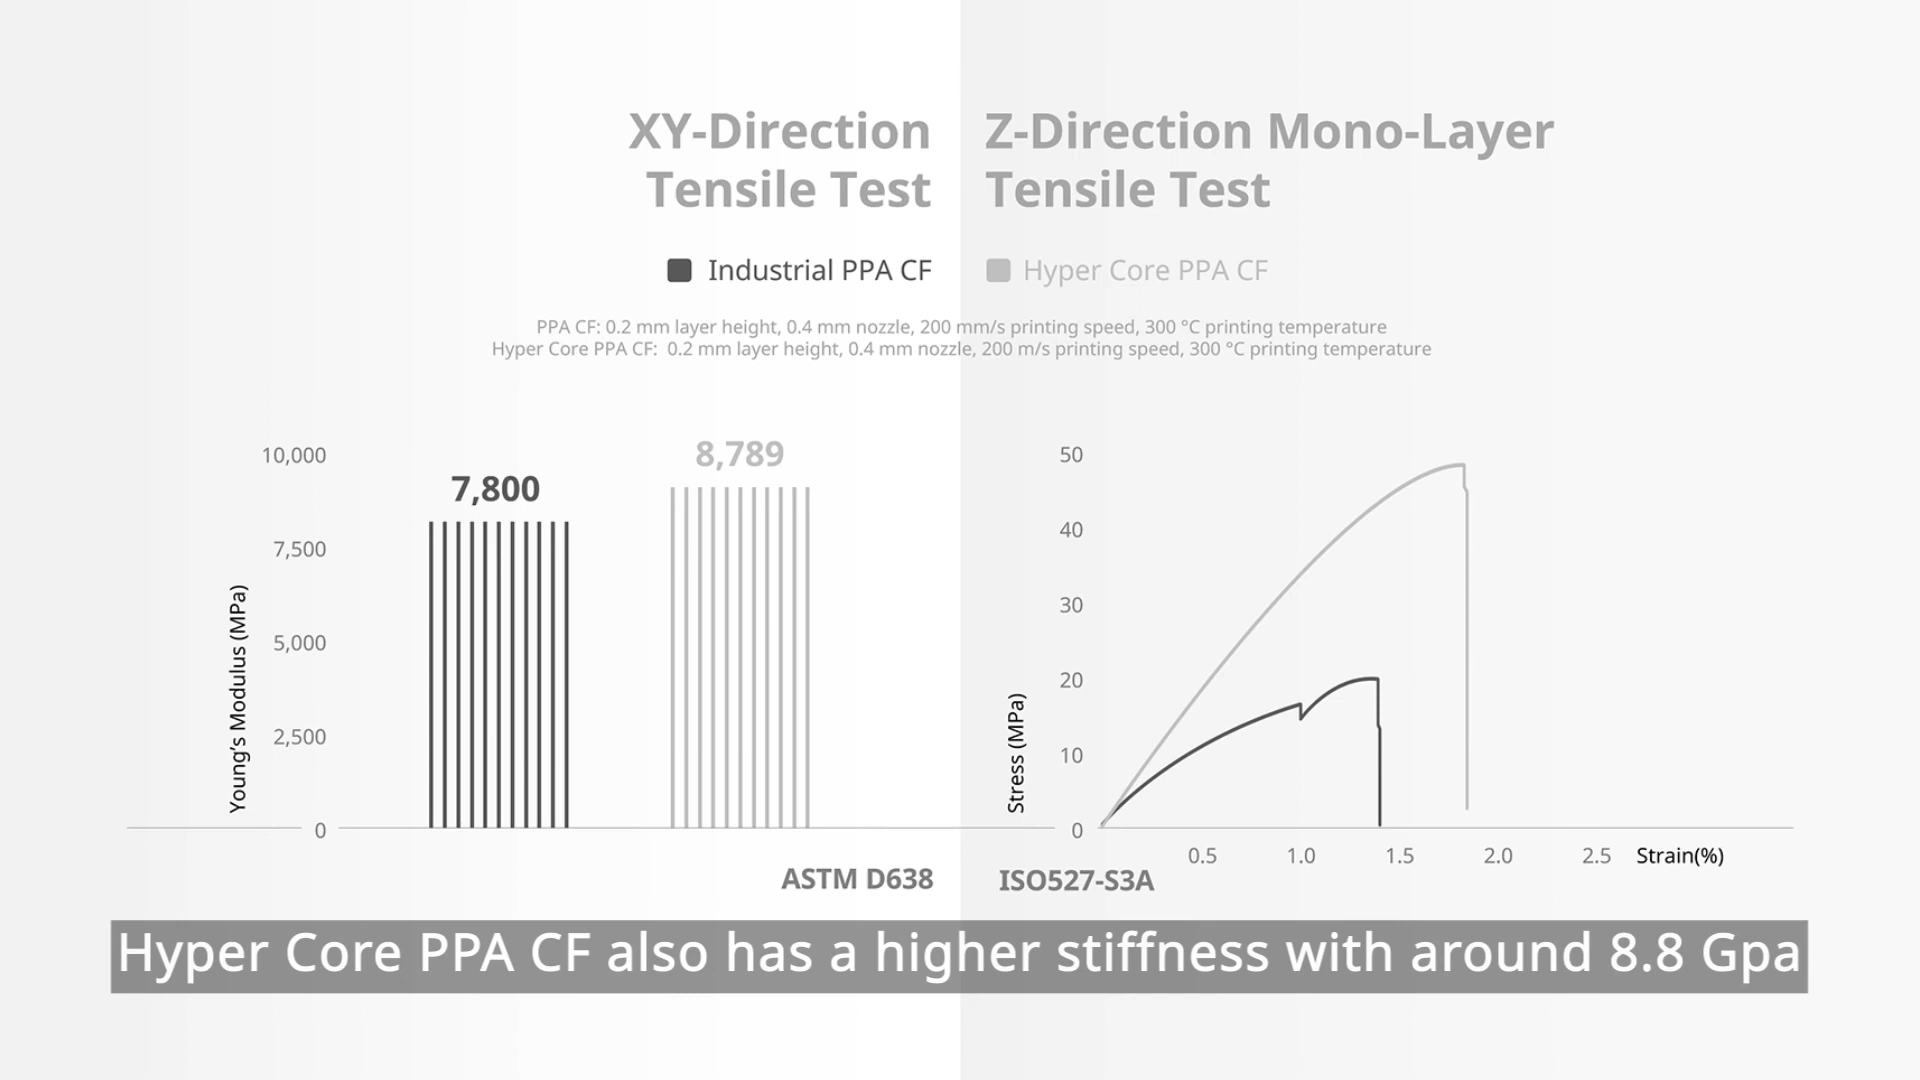 XY-Direction
Tensile Test
Z-Direction Mono-Layer
Tensile Test
Industrial PPA CF
Hyper Core PPA CF
PPA CF: 0.2 mm layer height, 0.4 mm nozzle, 200 mm/s printing speed, 300 °C printing temperature
Hyper Core PPA CF:  0.2 mm layer height, 0.4 mm nozzle, 200 m/s printing speed, 300 °C printing temperature
Young's Modulus (MPa)
10,000
7,500
5,000
2,500
0
7,800
8,789
ASTM D638
Stress (MPa)
50
40
30
20
10
0
0.5 1.0 1.5 2.0 2.5 Strain(%)
ISO527-S3A
Hyper Core PPA CF also has a higher stiffness with around 8.8 Gpa